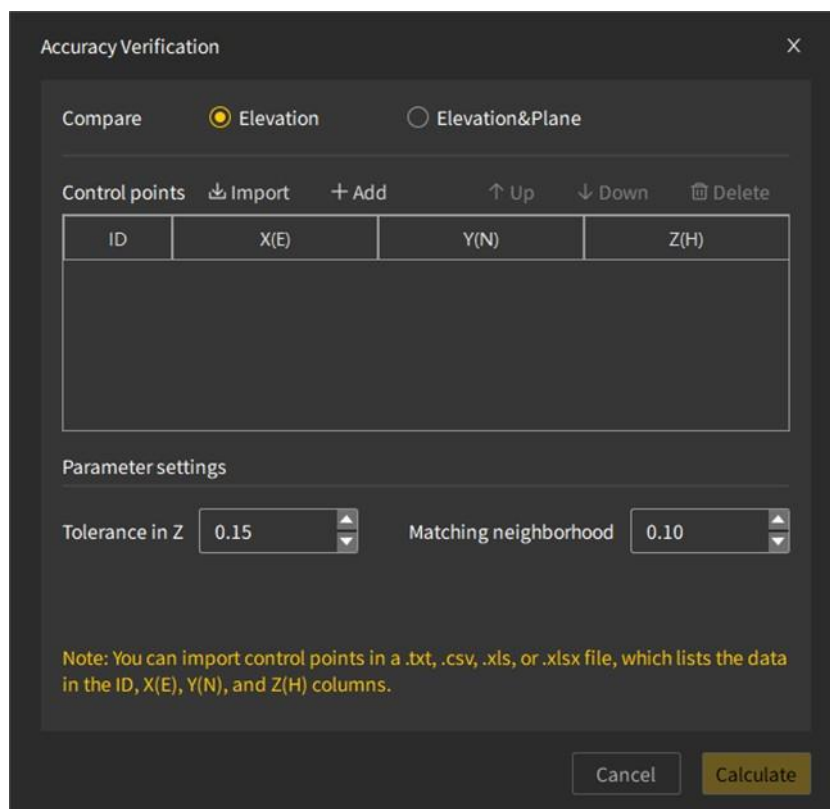 Accuracy Verification X
Compare Elevation Elevation&Plane
Control points Import + Add ↑ Up ↓ Down Delete
ID X(E) Y(N) Z(H)
Parameter settings
Tolerance in Z 0.15 Matching neighborhood 0.10
Note: You can import control points in a .txt, .csv, .xls, or .xlsx file, which lists the data
in the ID, X(E), Y(N), and Z(H) columns.
Cancel Calculate